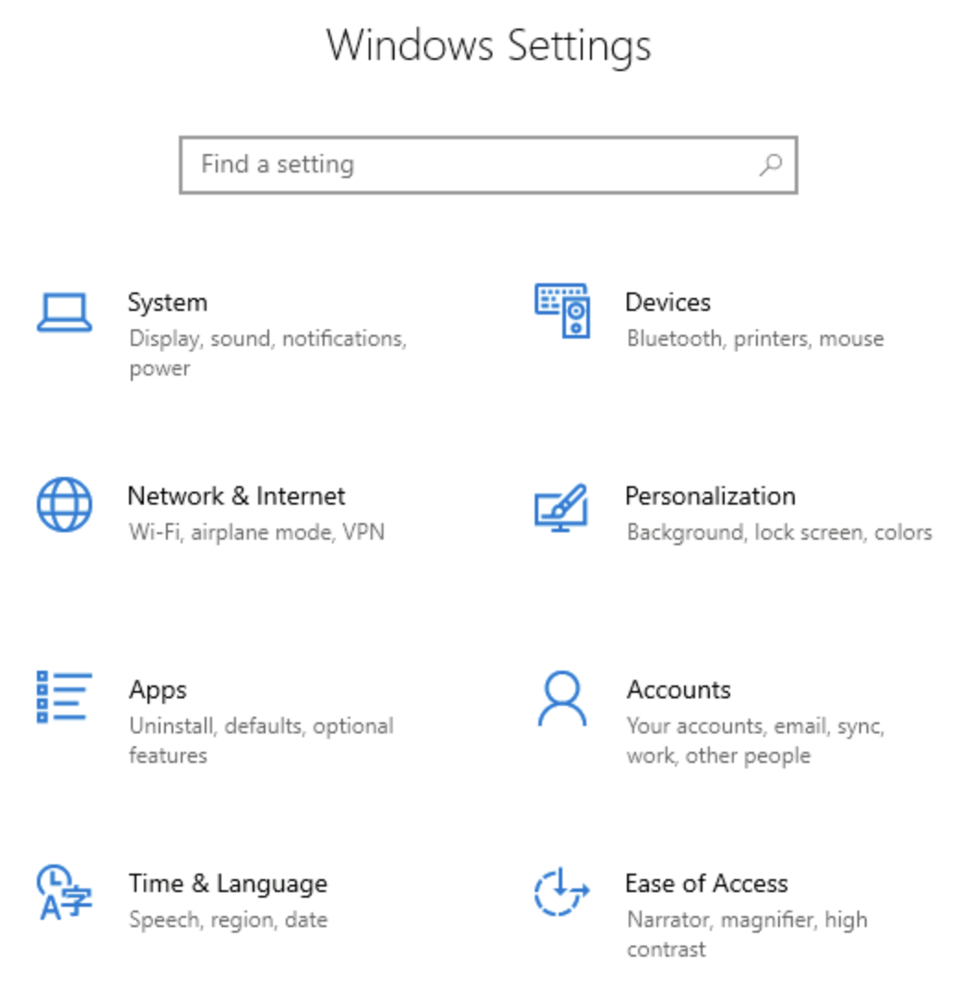 Windows Settings
Find a setting
System
Display, sound, notifications,
power
Devices
Bluetooth, printers, mouse
Network & Internet
Wi-Fi, airplane mode, VPN
Personalization
Background, lock screen, colors
Apps
Uninstall, defaults, optional
features
Accounts
Your accounts, email, sync,
work, other people
A字
Time & Language
Speech, region, date
Ease of Access
Narrator, magnifier, high
contrast